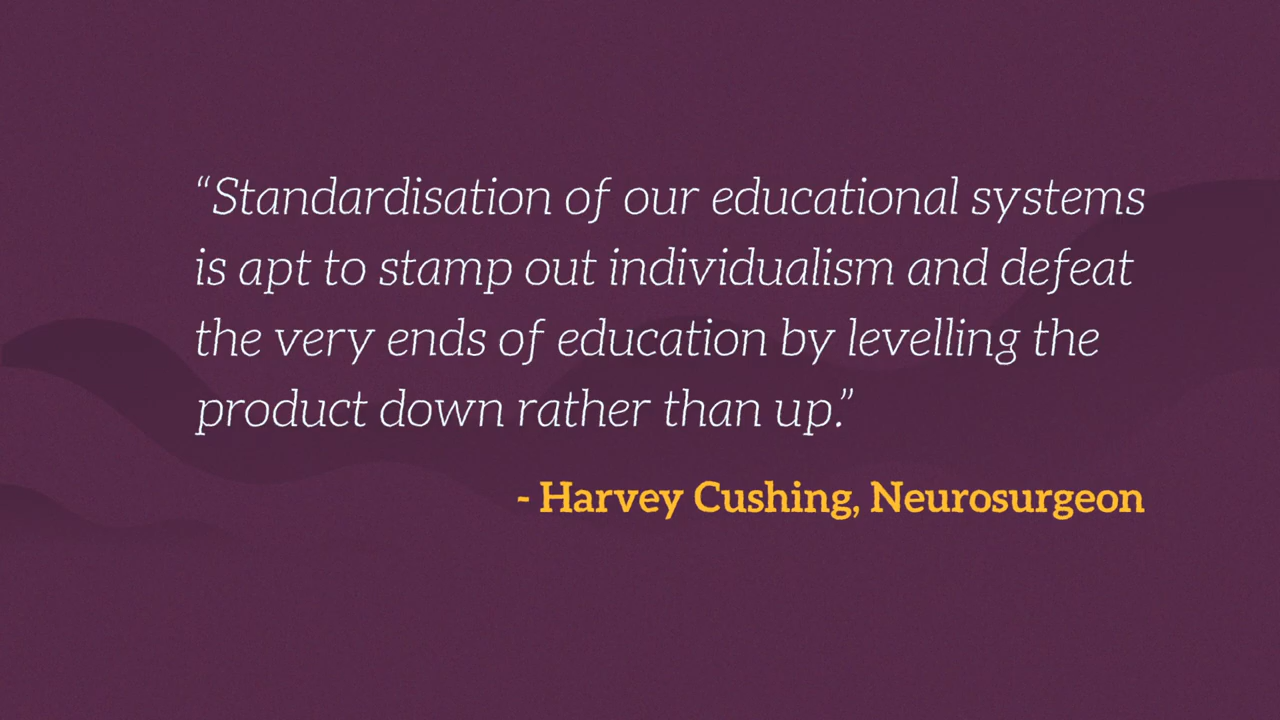 “Standardisation of our educational systems
is apt to stamp out individualism and defeat
the very ends of education by levelling the
product down rather than up.”
- Harvey Cushing, Neurosurgeon